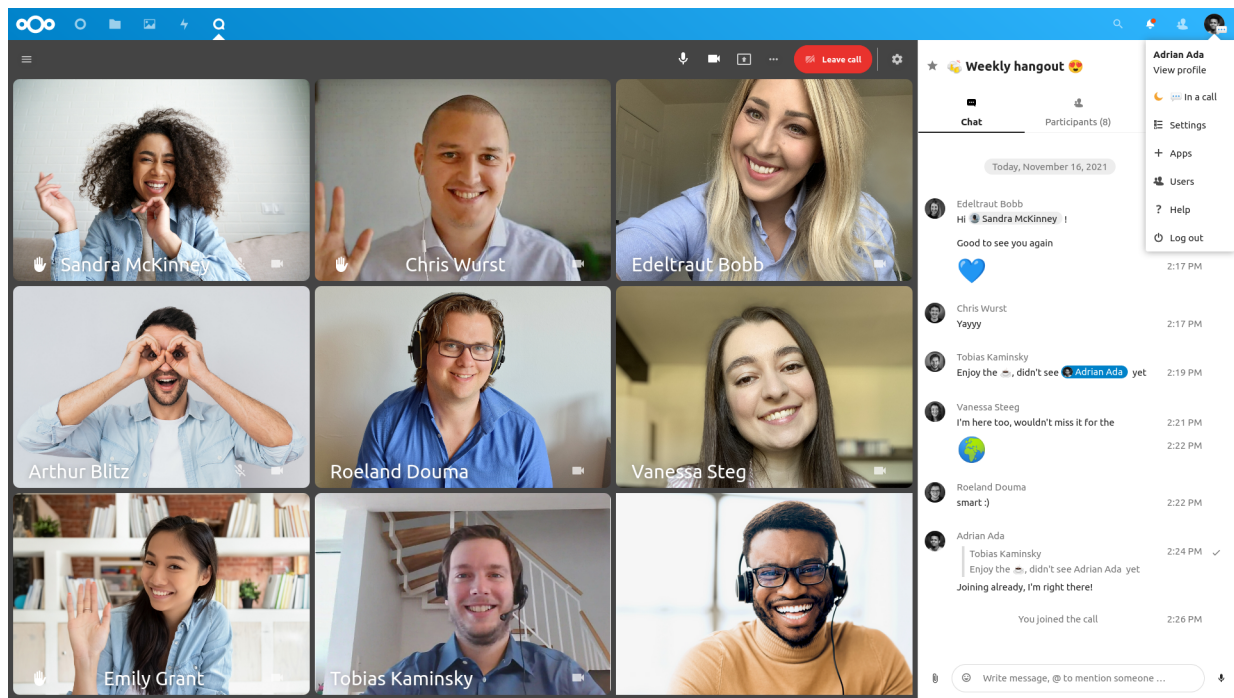 Leave call
Sandra McKinney
Chris Wurst
Edeltraut Bobb
Arthur Blitz
Roeland Douma
Vanessa Steg
Emily Grant
Tobias Kaminsky
👋 Weekly hangout 😍
Chat
Participants (8)
Today, November 16, 2021
Edeltraut Bobb
Hi Sandra McKinney !
Good to see you again
💙 2:17 PM
Chris Wurst
Yayyy 2:17 PM
Tobias Kaminsky
Enjoy the ☕, didn't see Adrian Ada yet 2:19 PM
Vanessa Steeg
I'm here too, wouldn't miss it for the 2:21 PM
🌍 2:22 PM
Roeland Douma
smart :) 2:22 PM
Adrian Ada
Tobias Kaminsky 2:24 PM
Enjoy the ☕, didn't see Adrian Ada yet
Joining already, I'm right there!
You joined the call 2:26 PM
Write message, @ to mention someone ...
Adrian Ada
View profile
💬 In a call
Settings
Apps
Users
Help
Log out